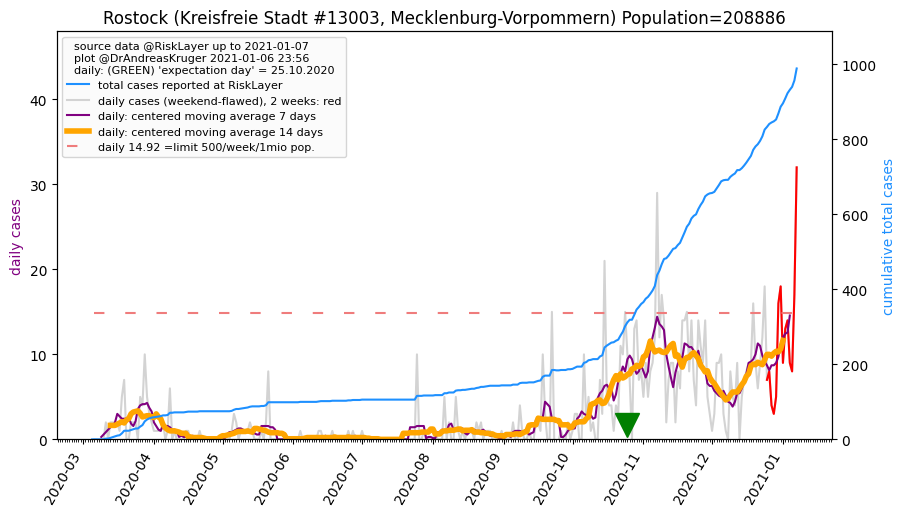 Rostock (Kreisfreie Stadt #13003, Mecklenburg-Vorpommern) Population=208886
source data @RiskLayer up to 2021-01-07
plot @DrAndreasKruger 2021-01-06 23:56
daily: (GREEN) 'expectation day' = 25.10.2020
total cases reported at RiskLayer
daily cases (weekend-flawed), 2 weeks: red
daily: centered moving average 7 days
daily: centered moving average 14 days
daily 14.92 =limit 500/week/1mio pop.
daily cases
40
30
20
10
0
cumulative total cases
1000
800
600
400
200
0
2020-03
2020-04
2020-05
2020-06
2020-07
2020-08
2020-09
2020-10
2020-11
2020-12
2021-01